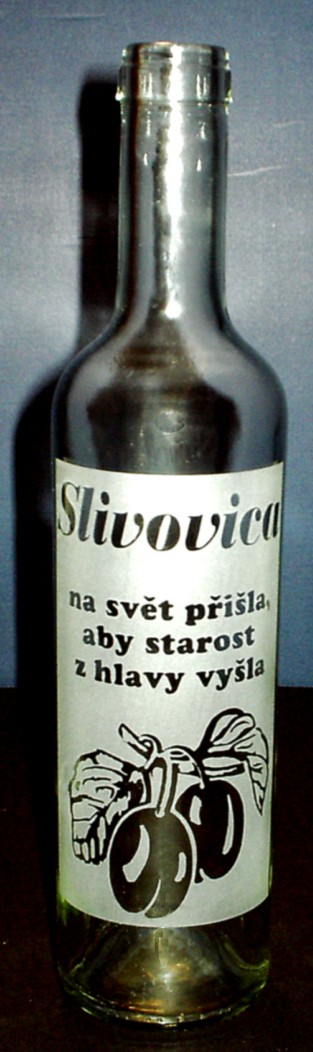 Slivovica
na svět přišla,
aby starost
z hlavy vyšla